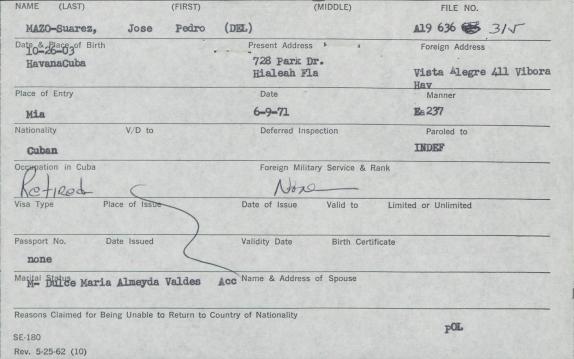 NAME (LAST) (FIRST) (MIDDLE) FILE NO.
MAZO-Suarez, Jose Pedro (DEL) A19 636 315
Date & Place of Birth Present Address Foreign Address
10-26-03
HavanaCuba 728 Park Dr.
Hialeah Fla Vista Alegre 411 Vibora
Hav
Place of Entry Date Manner
Mia 6-9-71 237
Nationality V/D to Deferred Inspection Paroled to
Cuban INDEF
Occupation in Cuba Foreign Military Service & Rank
Retired None
Visa Type Place of Issue Date of Issue Valid to Limited or Unlimited
Passport No. Date Issued Validity Date Birth Certificate
none
Marital Status Name & Address of Spouse
M- Dulce Maria Almeyda Valdes Acc
Reasons Claimed for Being Unable to Return to Country of Nationality
pOL
SE-180
Rev. 5-25-62 (10)